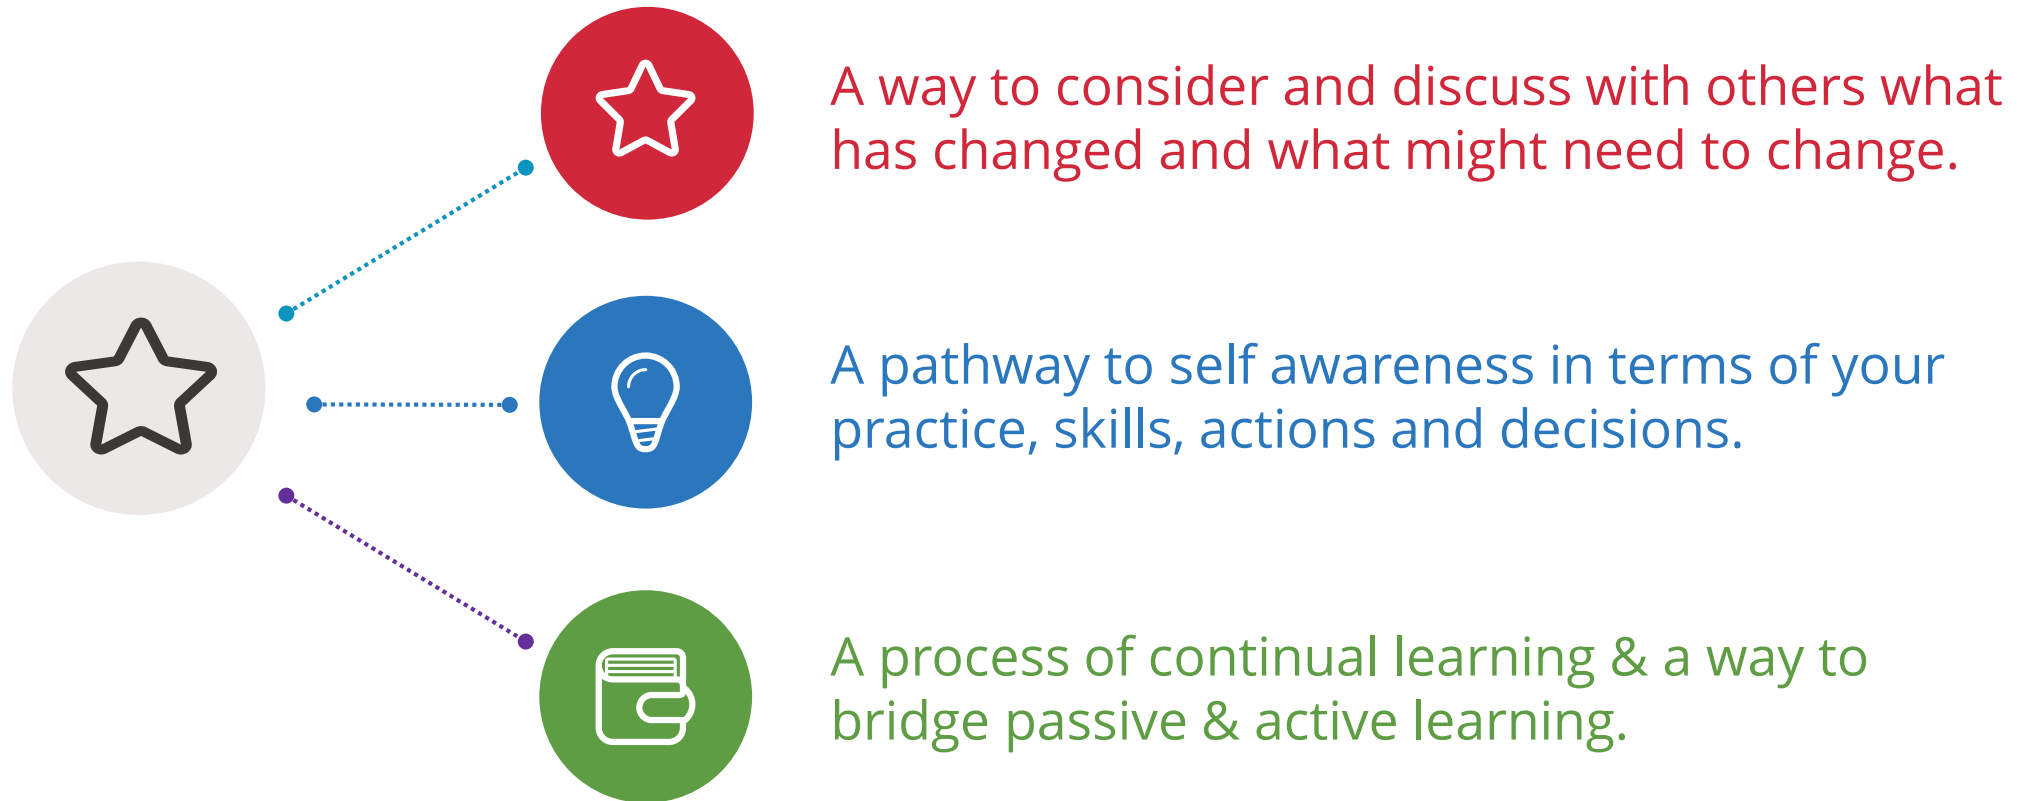 A way to consider and discuss with others what
has changed and what might need to change.
A pathway to self awareness in terms of your
practice, skills, actions and decisions.
A process of continual learning & a way to
bridge passive & active learning.